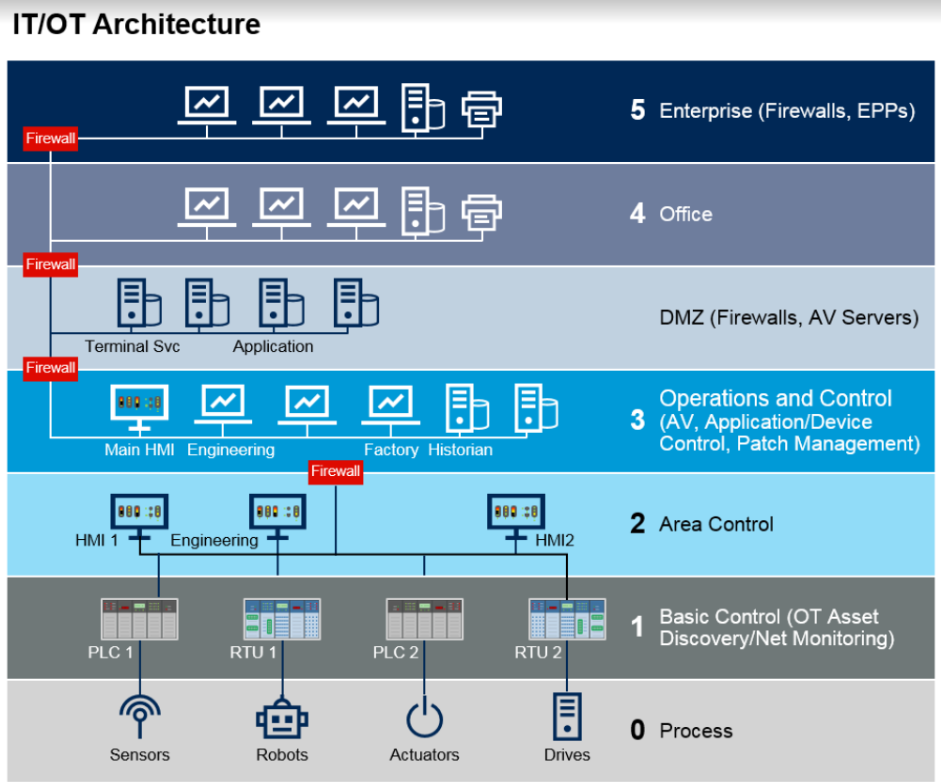 IT/OT Architecture
Firewall
5 Enterprise (Firewalls, EPPs)
4 Office
Firewall
DMZ (Firewalls, AV Servers)
Terminal Svc Application
Firewall
3 Operations and Control
(AV, Application/Device
Control, Patch Management)
Main HMI Engineering Factory Historian
Firewall
2 Area Control
HMI 1 Engineering HMI2
1 Basic Control (OT Asset
Discovery/Net Monitoring)
PLC 1 RTU 1 PLC 2 RTU 2
0 Process
Sensors Robots Actuators Drives